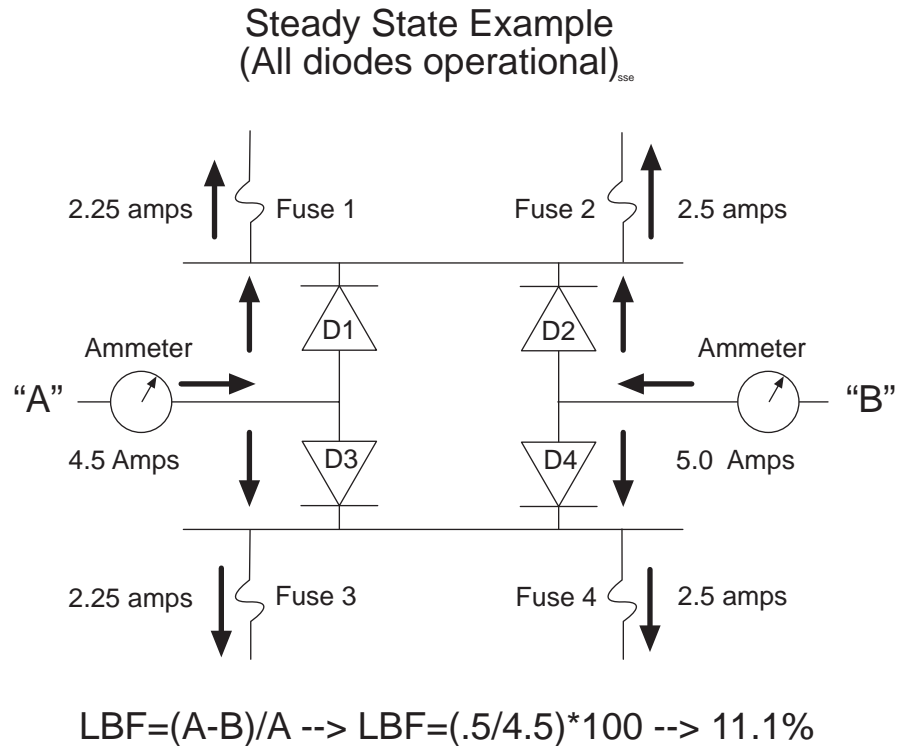 Steady State Example
(All diodes operational)sse
2.25 amps
Fuse 1
Fuse 2
2.5 amps
D1
D2
Ammeter
Ammeter
“A”
“B”
4.5 Amps
D3
D4
5.0 Amps
2.25 amps
Fuse 3
Fuse 4
2.5 amps
LBF=(A-B)/A --> LBF=(.5/4.5)*100 --> 11.1%